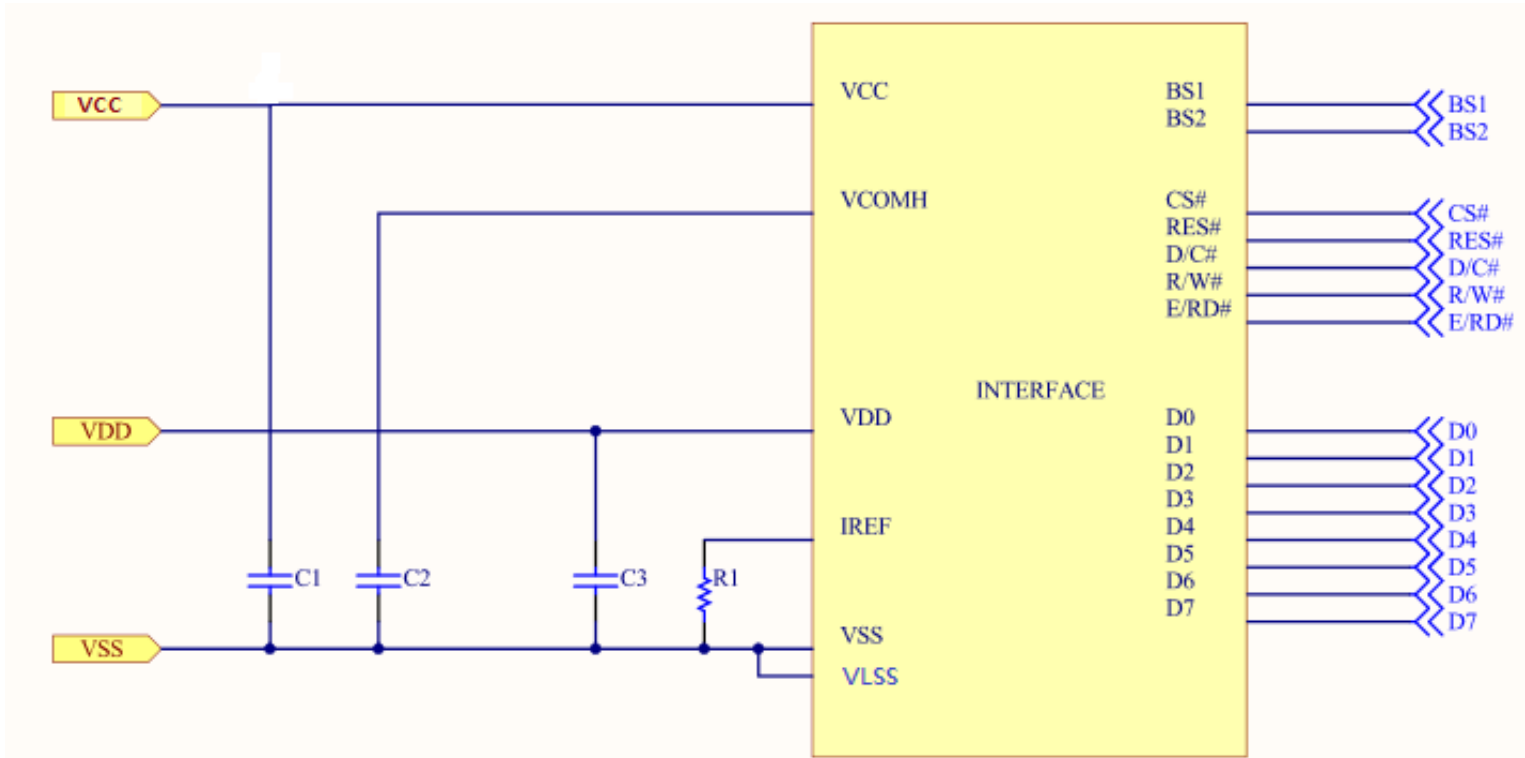 VCC
VCC
BS1
BS1
BS2
BS2
VCOMH
CS#
CS#
RES#
RES#
D/C#
D/C#
R/W#
R/W#
E/RD#
E/RD#
INTERFACE
VDD
VDD
D0
D0
D1
D1
D2
D2
D3
D3
IREF
D4
D4
D5
D5
C1
C2
C3
R1
D6
D6
D7
D7
VSS
VSS
VLSS